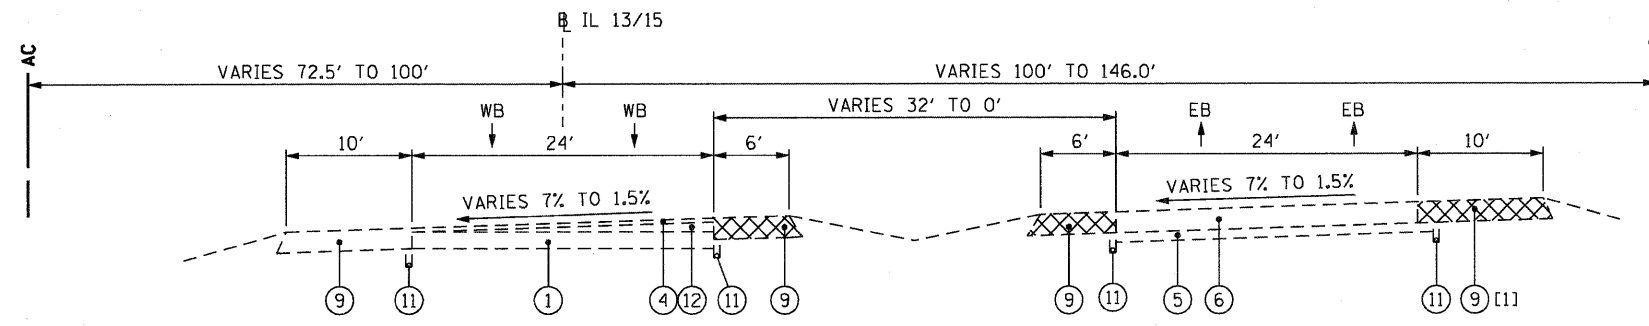 ℄ IL 13/15
AC
VARIES 72.5' TO 100'
VARIES 100' TO 146.0'
VARIES 32' TO 0'
WB
WB
EB
EB
10'
24'
6'
6'
24'
10'
VARIES 7% TO 1.5%
VARIES 7% TO 1.5%
9
11
1
4
12
11
9
9
11
5
6
11
9 [1]